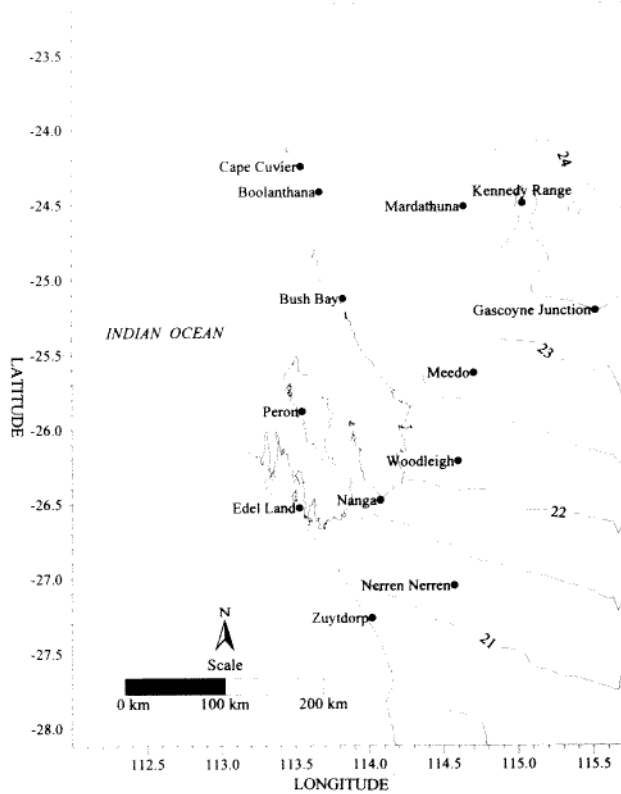 -23.5
-24.0
24
Cape Cuvier
Kennedy Range
Boolanthana
Mardathuna
-24.5
-25.0
Bush Bay
Gascoyne Junction
INDIAN OCEAN
23
-25.5
LATITUDE
Meedo
Peron
-26.0
Woodleigh
-26.5
Nanga
Edel Land
22
-27.0
Nerren Nerren
N
Zuytdorp
21
-27.5
Scale
0 km 100 km 200 km
-28.0
112.5 113.0 113.5 114.0 114.5 115.0 115.5
LONGITUDE